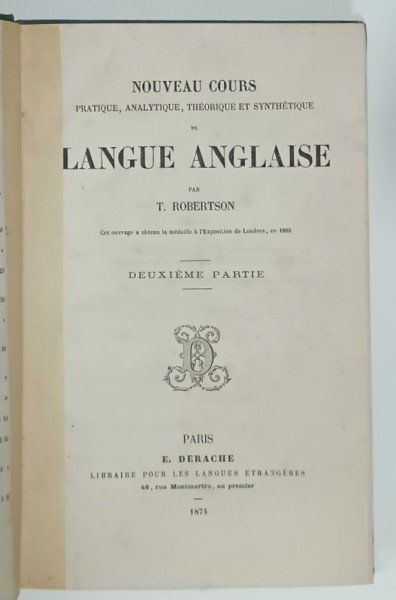 NOUVEAU COURS
PRATIQUE, ANALYTIQUE, THÉORIQUE ET SYNTHÉTIQUE
DE
LANGUE ANGLAISE
PAR
T. ROBERTSON
Cet ouvrage a obtenu la médaille à l'Exposition de Londres, en 1862
DEUXIÈME PARTIE
PARIS
E. DERACHE
LIBRAIRE POUR LES LANGUES ÉTRANGÈRES
48, rue Montmartre, au premier
1874